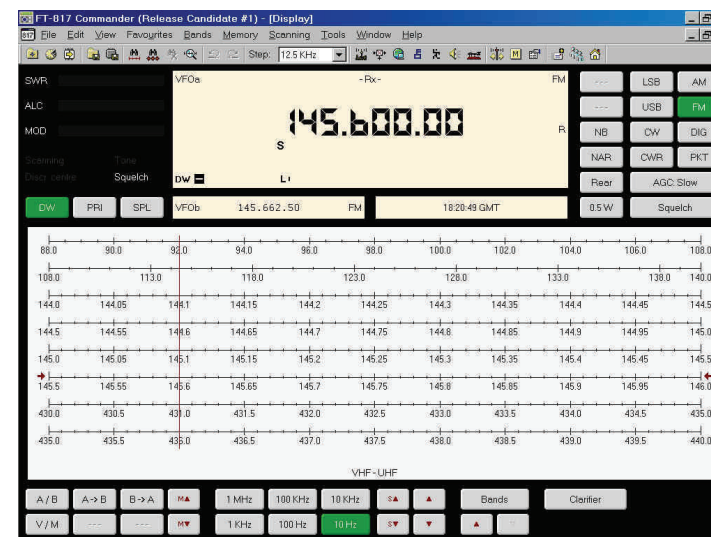 FT-817 Commander (Release Candidate #1) - [Display]
817 File Edit View Favourites Bands Memory Scanning Tools Window Help
Step: 12.5 KHz M
SWR
ALC
MOD
Scanning Tone
Discr centre Squelch
VFOa -Rx- FM
145.600.00 R
S
DW L
--- LSB AM
--- USB FM
NB CW DIG
NAR CWR PKT
Rear AGC: Slow
DW PRI SPL VFOb 145.662.50 FM 18:20:49 GMT 0.5 W Squelch
88.0 90.0 92.0 94.0 96.0 98.0 100.0 102.0 104.0 106.0 108.0
108.0 113.0 118.0 123.0 128.0 133.0 138.0 140.0
144.0 144.05 144.1 144.15 144.2 144.25 144.3 144.35 144.4 144.45 144.5
144.5 144.55 144.6 144.65 144.7 144.75 144.8 144.85 144.9 144.95 145.0
145.0 145.05 145.1 145.15 145.2 145.25 145.3 145.35 145.4 145.45 145.5
145.5 145.55 145.6 145.65 145.7 145.75 145.8 145.85 145.9 145.95 146.0
430.0 430.5 431.0 431.5 432.0 432.5 433.0 433.5 434.0 434.5 435.0
435.0 435.5 436.0 436.5 437.0 437.5 438.0 438.5 439.0 439.5 440.0
VHF-UHF
A/B A->B B->A M▲ 1 MHz 100 KHz 10 KHz S▲ ▲ Bands Clarifier
V/M --- --- M▼ 1 KHz 100 Hz 10 Hz S▼ ▼ ▲